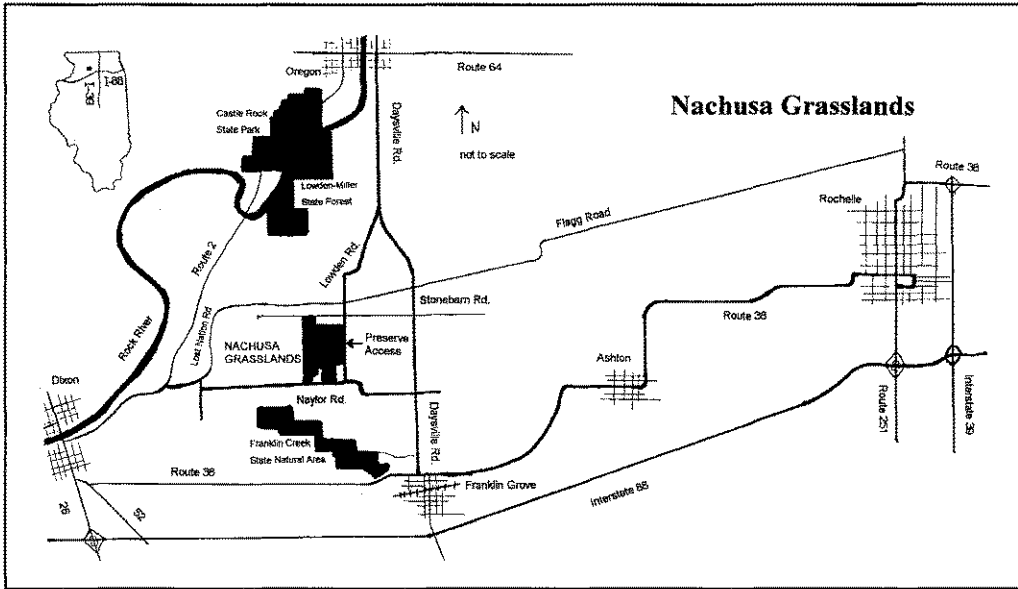 Nachusa Grasslands
I-88
I-39
Oregon
Route 64
Castle Rock
State Park
Daysville Rd.
N
not to scale
Route 38
Rochelle
Lowden-Miller
State Forest
Flagg Road
Lowden Rd.
Route 2
Stonebarn Rd.
Rock River
Lost Nation Rd
NACHUSA
GRASSLANDS
Preserve
Access
Route 38
Ashton
Dixon
Naylor Rd.
Route 251
Interstate 39
Franklin Creek
State Natural Area
Daysville Rd.
Route 38
Franklin Grove
Interstate 88
26
52